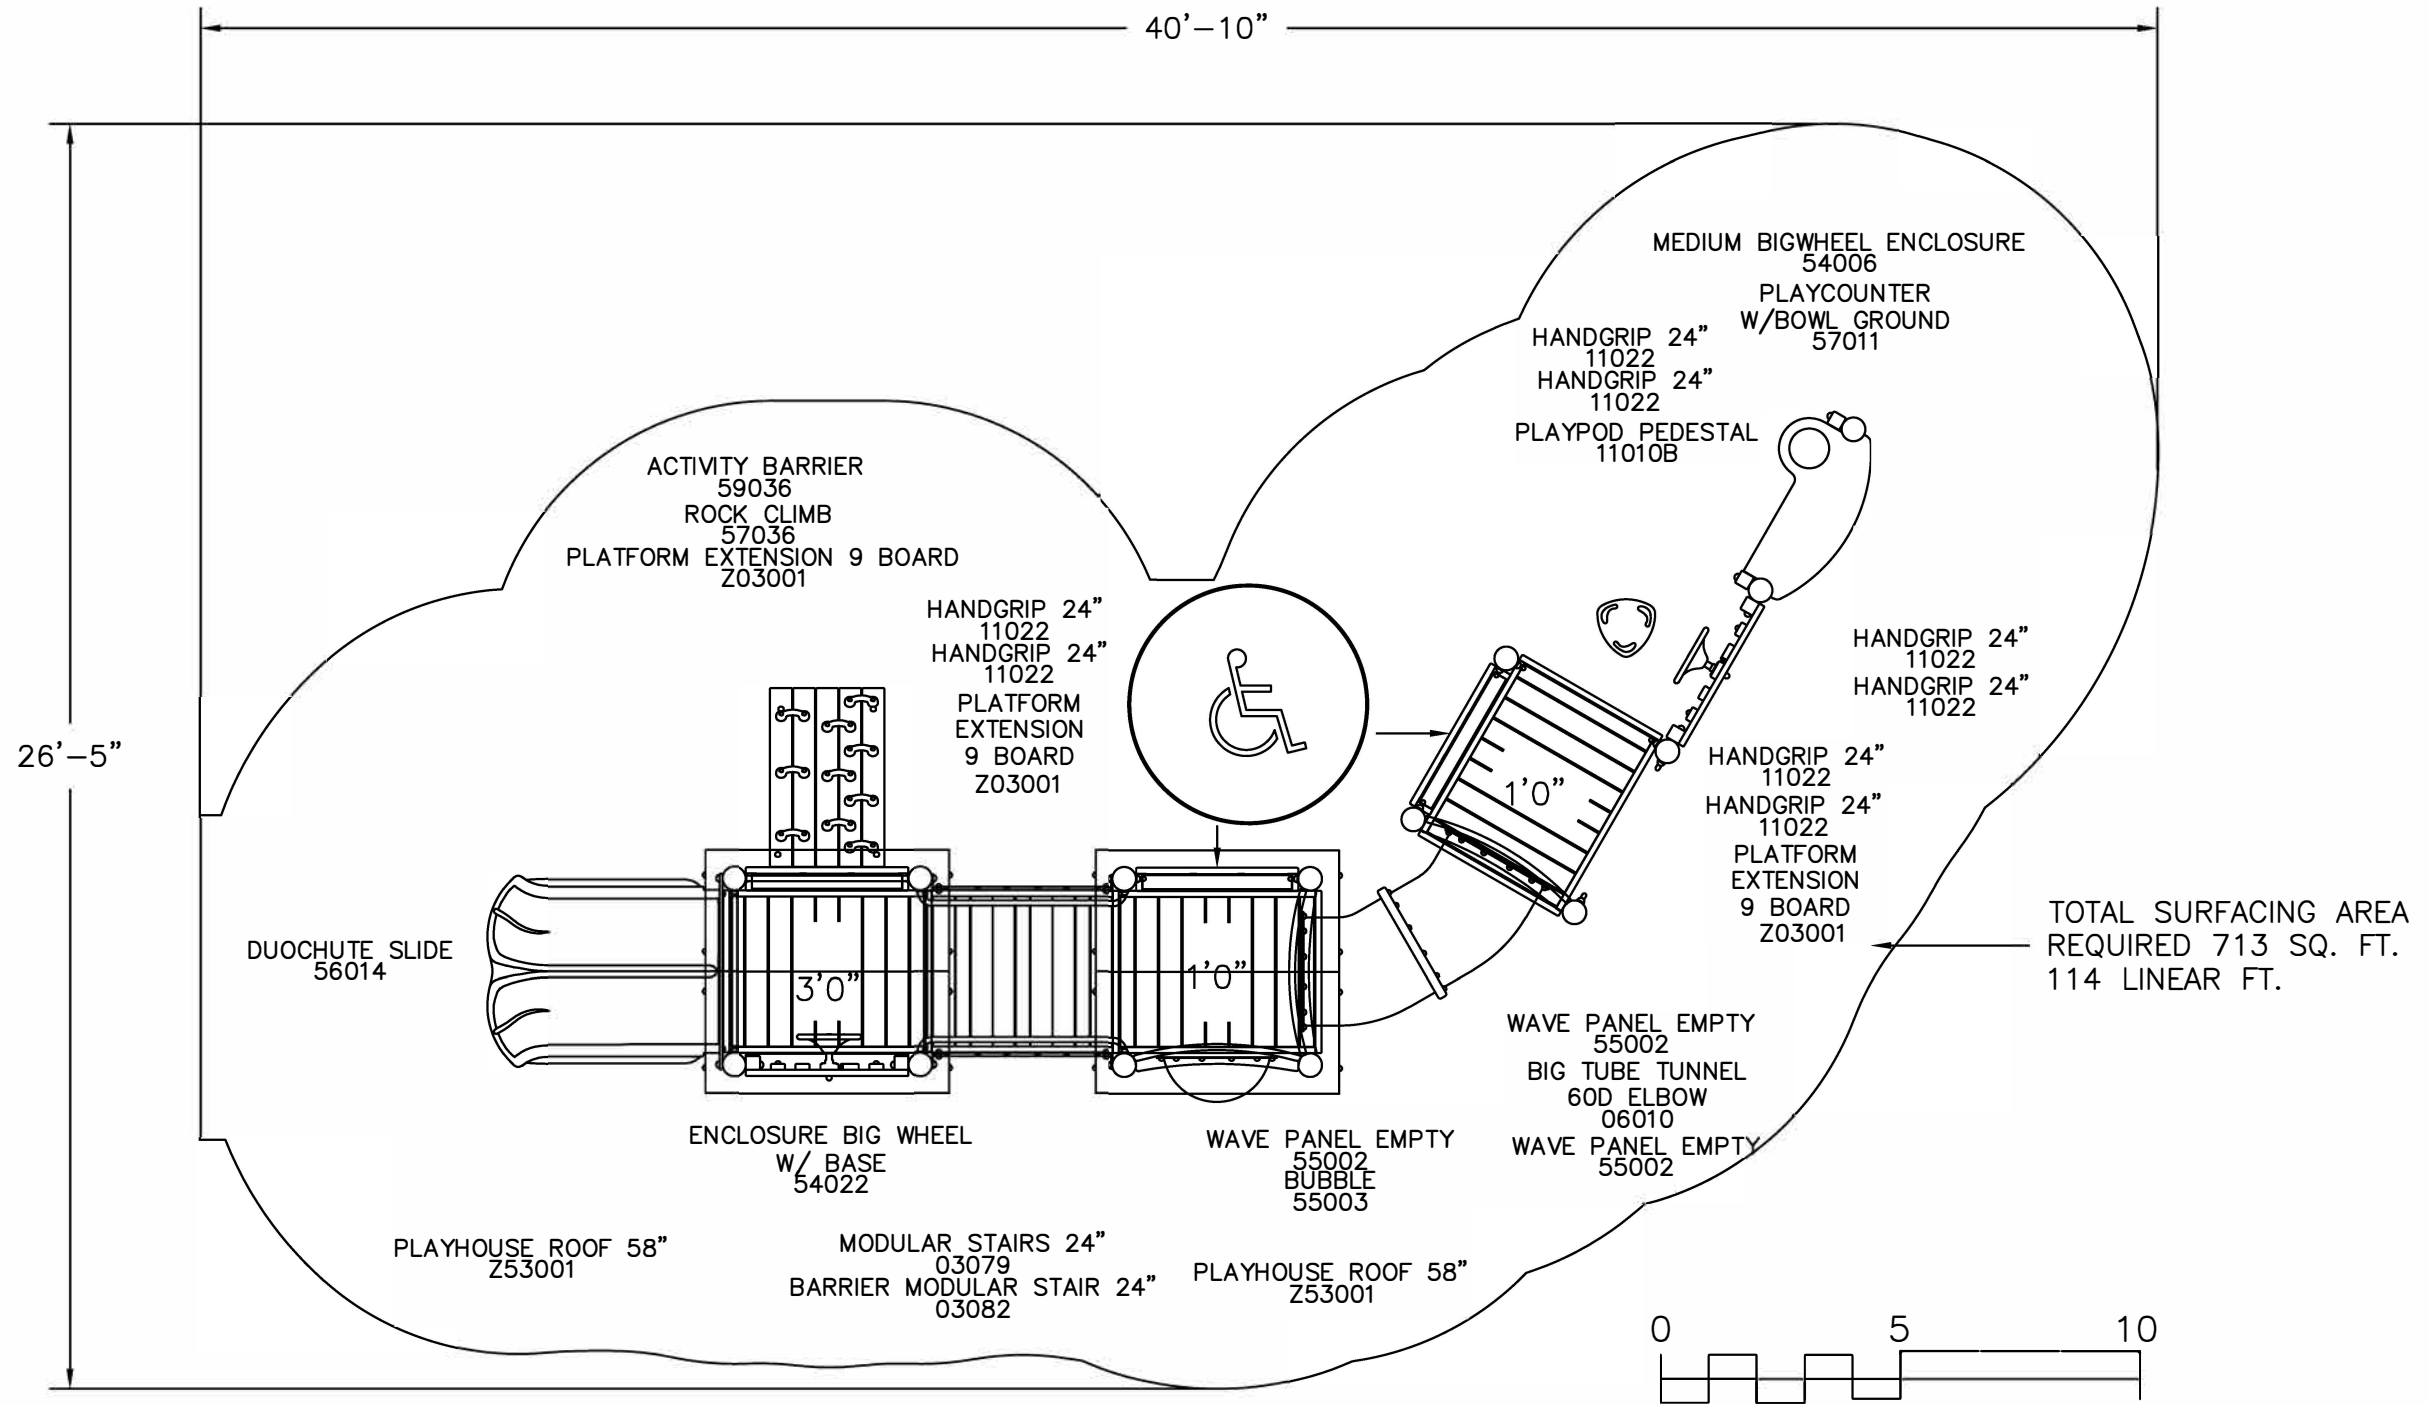 40'-10"
MEDIUM BIGWHEEL ENCLOSURE
54006
PLAYCOUNTER
W/BOWL GROUND
57011
HANDGRIP 24"
11022
HANDGRIP 24"
11022
PLAYPOD PEDESTAL
11010B
ACTIVITY BARRIER
59036
ROCK CLIMB
57036
PLATFORM EXTENSION 9 BOARD
Z03001
HANDGRIP 24"
11022
HANDGRIP 24"
11022
PLATFORM
EXTENSION
9 BOARD
Z03001
HANDGRIP 24"
11022
HANDGRIP 24"
11022
26'-5"
HANDGRIP 24"
11022
HANDGRIP 24"
11022
PLATFORM
EXTENSION
9 BOARD
Z03001
1'0"
TOTAL SURFACING AREA
REQUIRED 713 SQ. FT.
114 LINEAR FT.
DUOCHUTE SLIDE
56014
3'0"
1'0"
WAVE PANEL EMPTY
55002
BIG TUBE TUNNEL
60D ELBOW
06010
WAVE PANEL EMPTY
55002
ENCLOSURE BIG WHEEL
W/ BASE
54022
WAVE PANEL EMPTY
55002
BUBBLE
55003
PLAYHOUSE ROOF 58"
Z53001
MODULAR STAIRS 24"
03079
BARRIER MODULAR STAIR 24"
03082
PLAYHOUSE ROOF 58"
Z53001
0 5 10